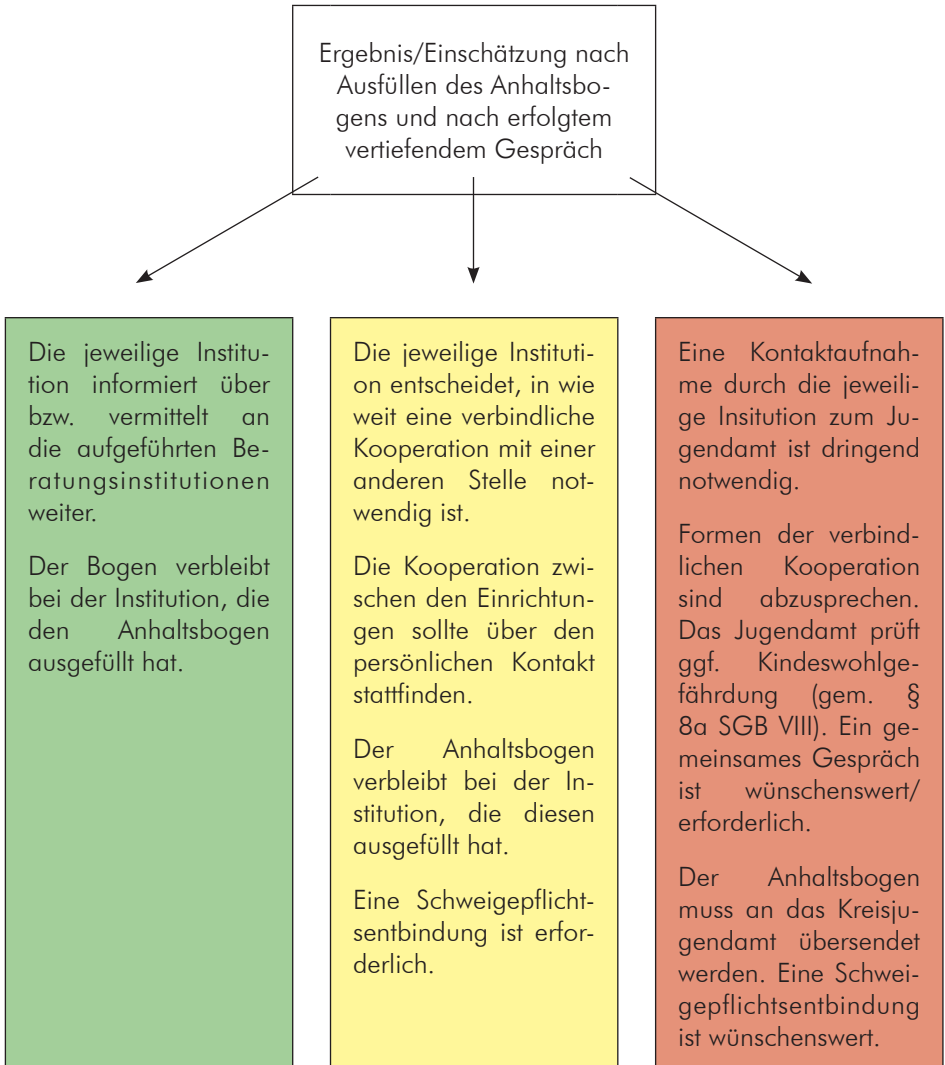 Ergebnis/Einschätzung nach
Ausfüllen des Anhaltsbo-
gens und nach erfolgtem
vertiefendem Gespräch
Die jeweilige Institu-
tion informiert über
bzw. vermittelt an
die aufgeführten Be-
ratungsinstitutionen
weiter.
Der Bogen verbleibt
bei der Institution, die
den Anhaltsbogen
ausgefüllt hat.
Die jeweilige Instituti-
on entscheidet, in wie
weit eine verbindliche
Kooperation mit einer
anderen Stelle not-
wendig ist.
Die Kooperation zwi-
schen den Einrichtun-
gen sollte über den
persönlichen Kontakt
stattfinden.
Der Anhaltsbogen
verbleibt bei der In-
stitution, die diesen
ausgefüllt hat.
Eine Schweigepflicht-
sentbindung ist erfor-
derlich.
Eine Kontaktaufnah-
me durch die jeweili-
ge Insitution zum Ju-
gendamt ist dringend
notwendig.
Formen der verbind-
lichen Kooperation
sind abzusprechen.
Das Jugendamt prüft
ggf. Kindeswohlge-
fährdung (gem. §
8a SGB VIII). Ein ge-
meinsames Gespräch
ist wünschenswert/
erforderlich.
Der Anhaltsbogen
muss an das Kreisju-
gendamt übersendet
werden. Eine Schwei-
gepflichtsentbindung
ist wünschenswert.